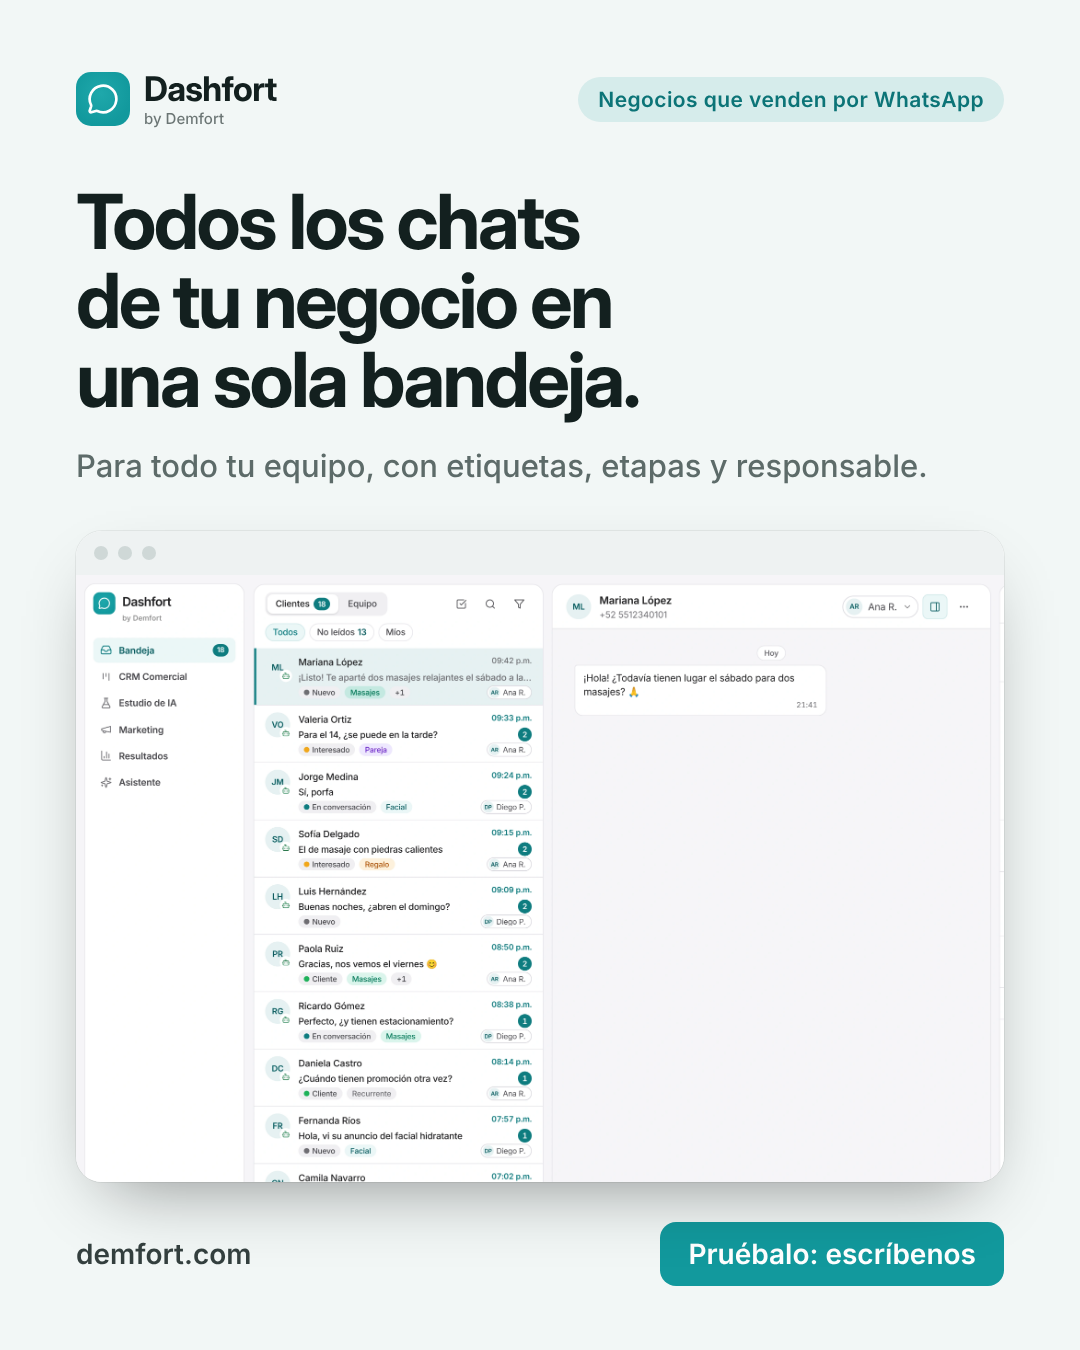 Dashfort
by Demfort
Negocios que venden por WhatsApp
Todos los chats
de tu negocio en
una sola bandeja.
Para todo tu equipo, con etiquetas, etapas y responsable.
Dashfort
by Demfort
Bandeja 18
CRM Comercial
Estudio de IA
Marketing
Resultados
Asistente
Clientes 18 Equipo
Todos No leídos 13 Míos
ML Mariana López 09:42 p.m.
¡Listo! Te aparté dos masajes relajantes el sábado a la...
Nuevo Masajes +1 AR Ana R.
VO Valeria Ortiz 09:33 p.m.
Para el 14, ¿se puede en la tarde? 2
Interesado Pareja AR Ana R.
JM Jorge Medina 09:24 p.m.
Sí, porfa 2
En conversación Facial DP Diego P.
SD Sofía Delgado 09:15 p.m.
El de masaje con piedras calientes 2
Interesado Regalo AR Ana R.
LH Luis Hernández 09:09 p.m.
Buenas noches, ¿abren el domingo? 2
Nuevo DP Diego P.
PR Paola Ruiz 08:50 p.m.
Gracias, nos vemos el viernes 😊 2
Cliente Masajes +1 AR Ana R.
RG Ricardo Gómez 08:38 p.m.
Perfecto, ¿y tienen estacionamiento? 1
En conversación Masajes DP Diego P.
DC Daniela Castro 08:14 p.m.
¿Cuándo tienen promoción otra vez? 1
Cliente Recurrente AR Ana R.
FR Fernanda Ríos 07:57 p.m.
Hola, vi su anuncio del facial hidratante 1
Nuevo Facial DP Diego P.
Camila Navarro 07:02 p.m.
ML Mariana López
+52 5512340101
AR Ana R.
Hoy
¡Hola! ¿Todavía tienen lugar el sábado para dos
masajes? 🙏
21:41
demfort.com
Pruébalo: escríbenos